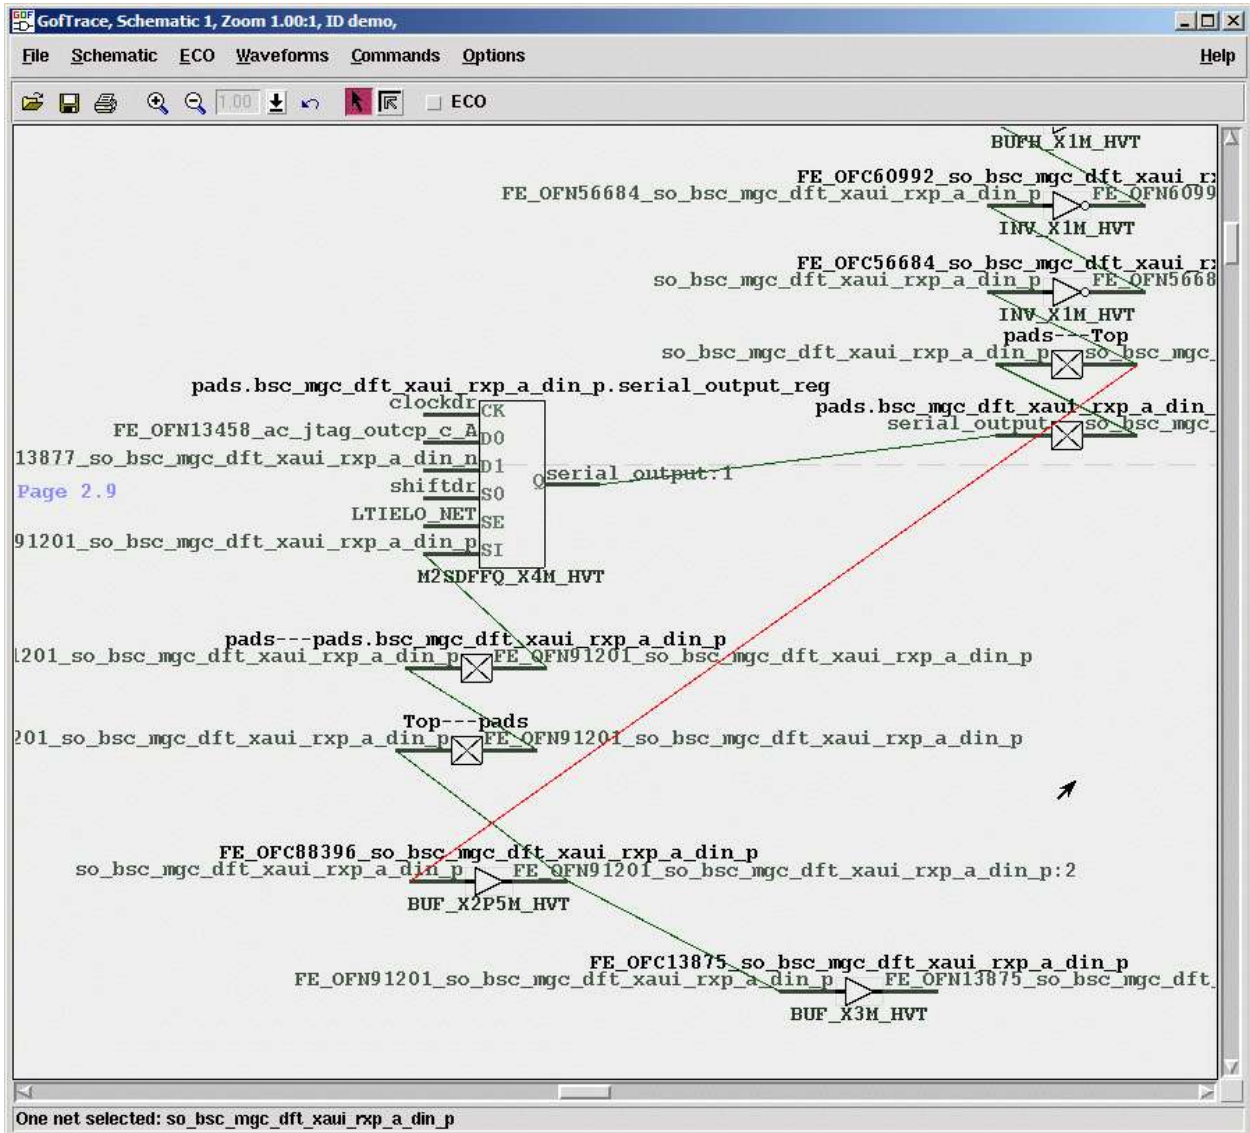 GofTrace, Schematic 1, Zoom 1.00:1, ID demo,
File Schematic ECO Waveforms Commands Options Help
1.00 ECO
BUFH_X1M_HVT
FE_OFC60992_so_bsc_mgc_dft_xaui_rx
FE_OFN56684_so_bsc_mgc_dft_xaui_rxp_a_din_p FE_OFN6099
INV_X1M_HVT
FE_OFC56684_so_bsc_mgc_dft_xaui_rx
so_bsc_mgc_dft_xaui_rxp_a_din_p FE_OFN5668
INV_X1M_HVT
pads---Top
so_bsc_mgc_dft_xaui_rxp_a_din_p so_bsc_mgc_
pads.bsc_mgc_dft_xaui_rxp_a_din_p.serial_output_reg
pads.bsc_mgc_dft_xaui_rxp_a_din_
serial_output so_bsc_mgc_
clockdr CK
FE_OFN13458_ac_jtag_outcp_c_A D0
13877_so_bsc_mgc_dft_xaui_rxp_a_din_n D1
Q serial_output:1
Page 2.9
shiftdr S0
LTIELO_NET SE
91201_so_bsc_mgc_dft_xaui_rxp_a_din_p SI
M2SDFFQ_X4M_HVT
pads---pads.bsc_mgc_dft_xaui_rxp_a_din_p
1201_so_bsc_mgc_dft_xaui_rxp_a_din_p FE_OFN91201_so_bsc_mgc_dft_xaui_rxp_a_din_p
Top---pads
201_so_bsc_mgc_dft_xaui_rxp_a_din_p FE_OFN91201_so_bsc_mgc_dft_xaui_rxp_a_din_p
FE_OFC88396_so_bsc_mgc_dft_xaui_rxp_a_din_p
so_bsc_mgc_dft_xaui_rxp_a_din_p FE_OFN91201_so_bsc_mgc_dft_xaui_rxp_a_din_p:2
BUF_X2P5M_HVT
FE_OFC13875_so_bsc_mgc_dft_xaui_rxp_a_din_p
FE_OFN91201_so_bsc_mgc_dft_xaui_rxp_a_din_p FE_OFN13875_so_bsc_mgc_dft_
BUF_X3M_HVT
One net selected: so_bsc_mgc_dft_xaui_rxp_a_din_p